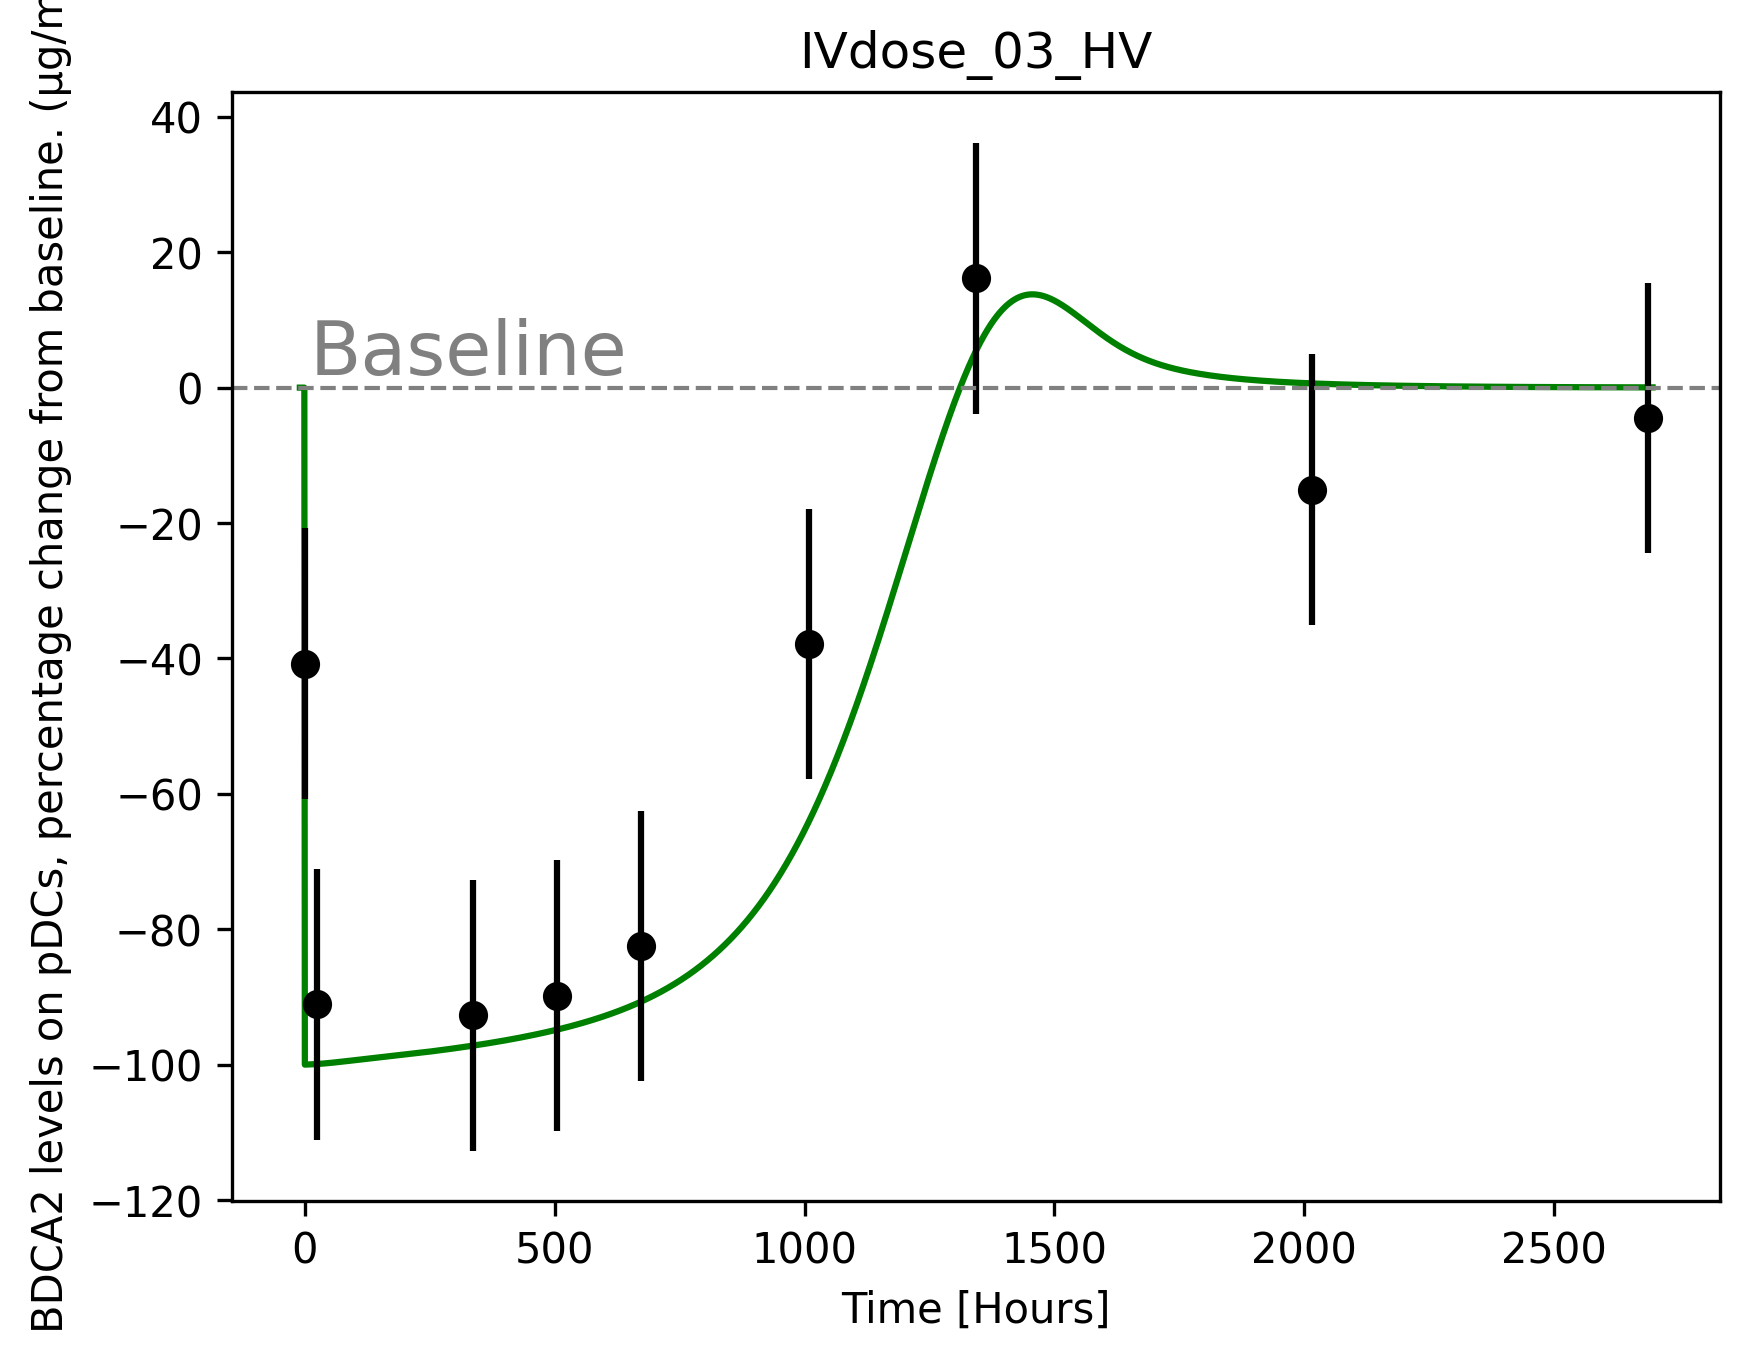 IVdose_03_HV
BDCA2 levels on pDCs, percentage change from baseline. (µg/m
40
20
0
−20
−40
−60
−80
−100
−120
Baseline
0 500 1000 1500 2000 2500
Time [Hours]